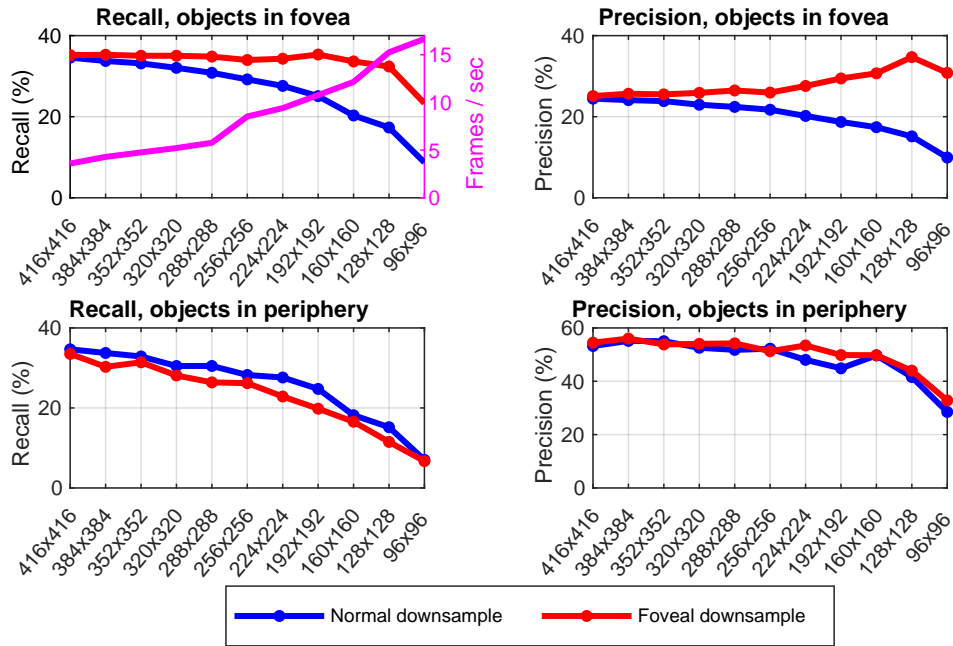 Recall, objects in fovea
Recall (%)
40
20
0
Frames / sec
15
10
5
0
416x416
384x384
352x352
320x320
288x288
256x256
224x224
192x192
160x160
128x128
96x96
Precision, objects in fovea
Precision (%)
40
20
0
416x416
384x384
352x352
320x320
288x288
256x256
224x224
192x192
160x160
128x128
96x96
Recall, objects in periphery
Recall (%)
40
20
0
416x416
384x384
352x352
320x320
288x288
256x256
224x224
192x192
160x160
128x128
96x96
Precision, objects in periphery
Precision (%)
60
40
20
0
416x416
384x384
352x352
320x320
288x288
256x256
224x224
192x192
160x160
128x128
96x96
Normal downsample
Foveal downsample